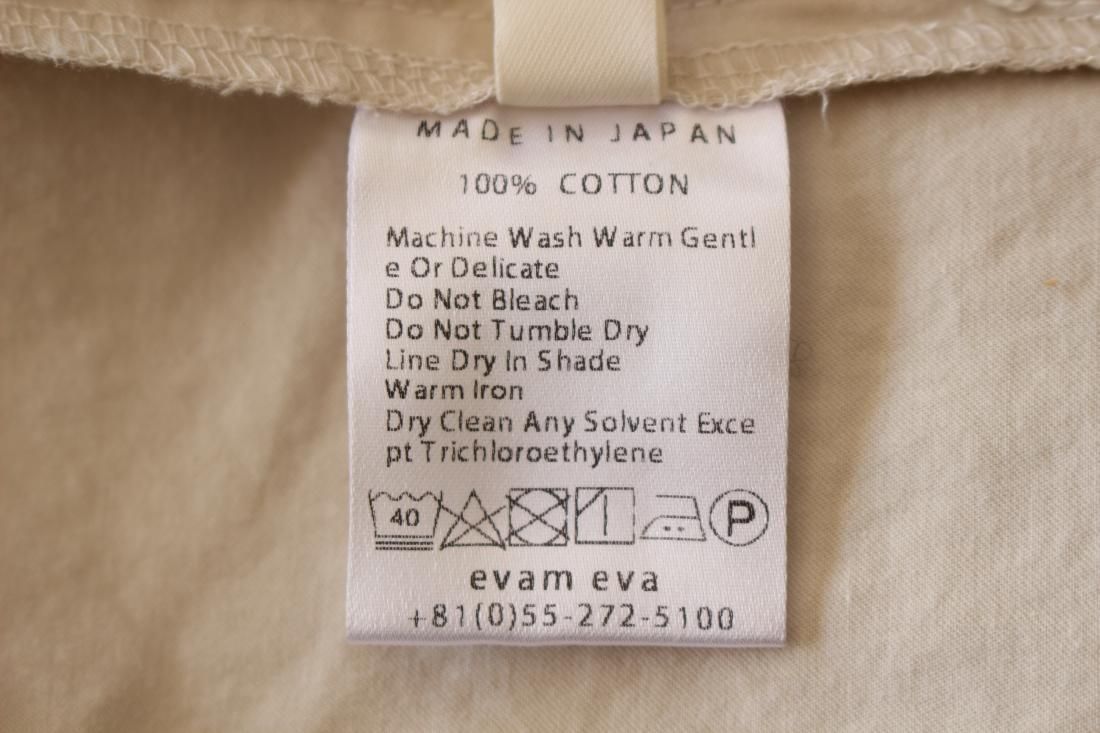 MADE IN JAPAN
100% COTTON
Machine Wash Warm Gentl
e Or Delicate
Do Not Bleach
Do Not Tumble Dry
Line Dry In Shade
Warm Iron
Dry Clean Any Solvent Exce
pt Trichloroethylene
40 P
evam eva
+81(0)55-272-5100